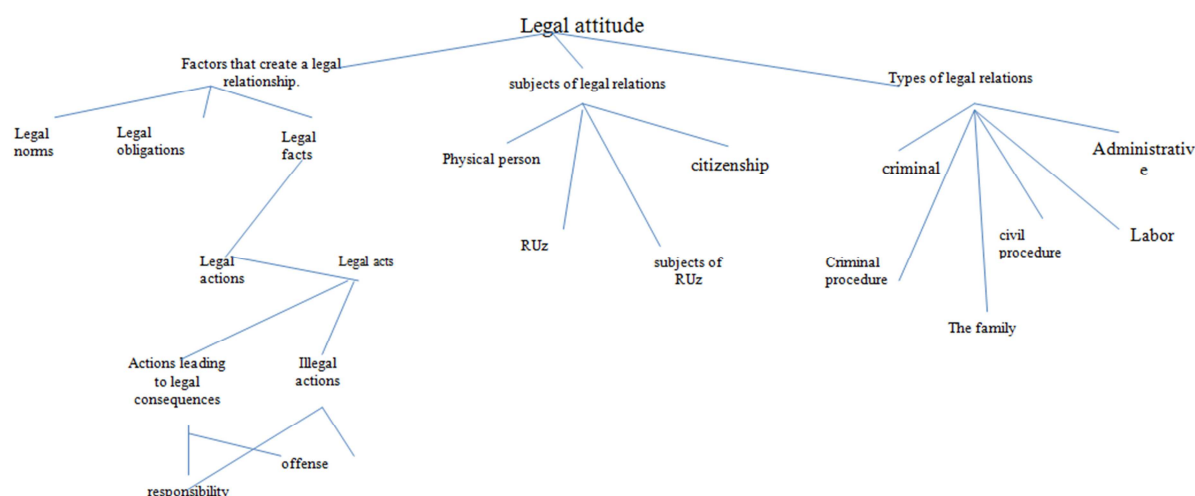 Legal attitude
Factors that create a legal
relationship.
subjects of legal relations
Types of legal relations
Legal
norms
Legal
obligations
Legal
facts
Physical person
citizenship
criminal
Administrativ
e
RUz
subjects of
RUz
Criminal
procedure
civil
procedure
Labor
The family
Legal
actions
Legal acts
Actions leading
to legal
consequences
Illegal
actions
offense
responsibility